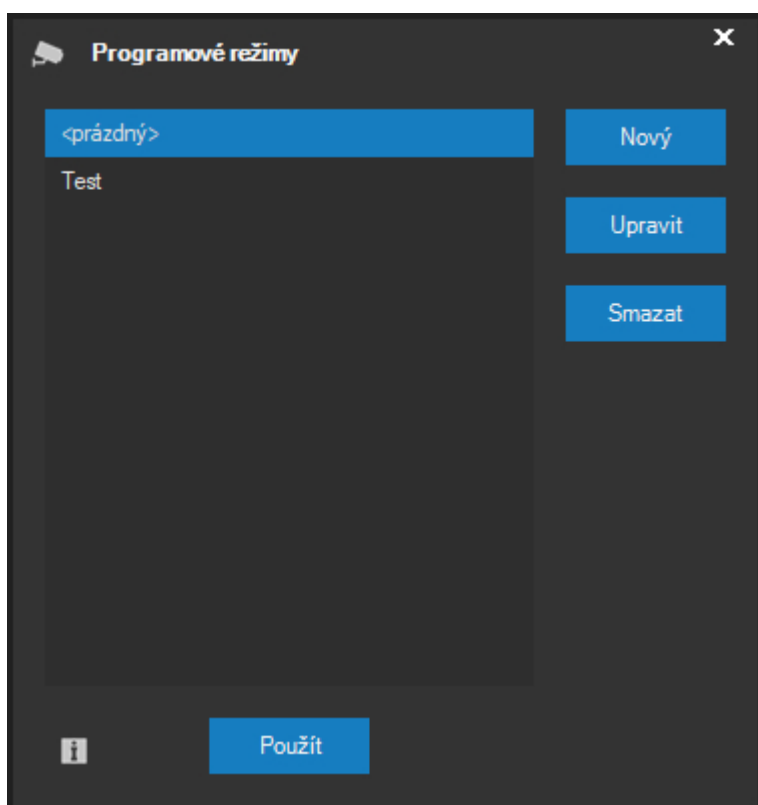 Programové režimy
<prázdný>
Test
Nový
Upravit
Smazat
Použít